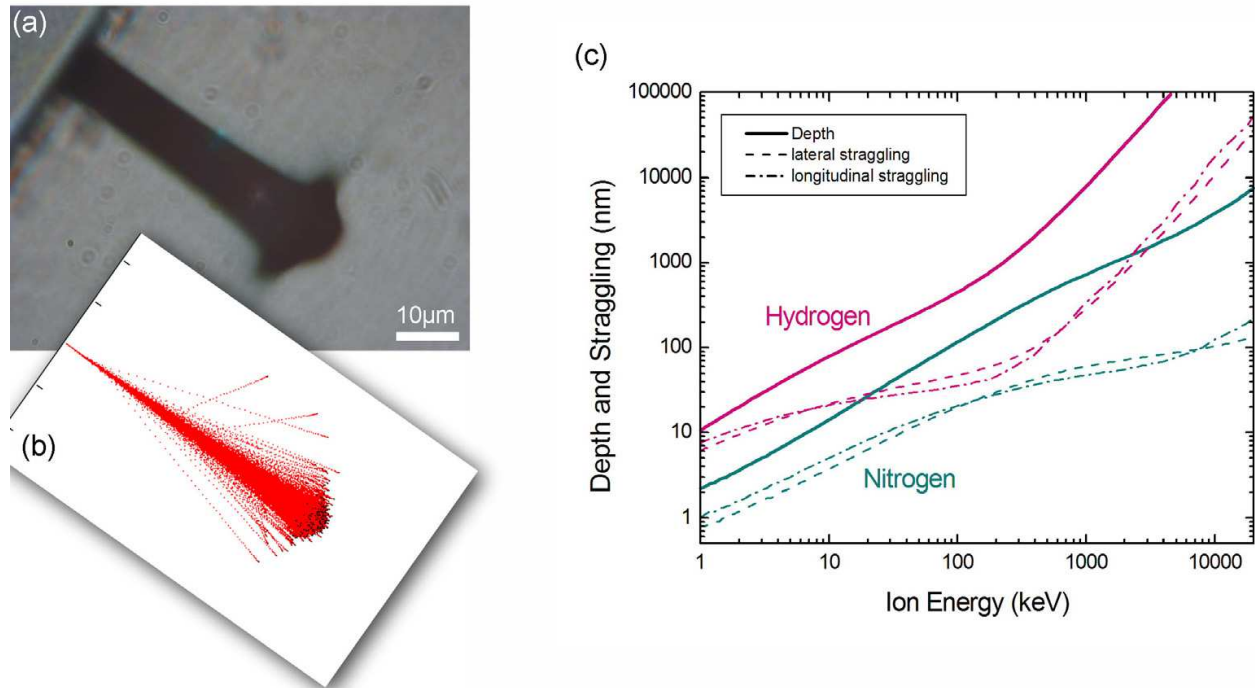 (a)
10μm
(b)
(c)
Depth and Straggling (nm)
100000
10000
1000
100
10
1
Depth
lateral straggling
longitudinal straggling
Hydrogen
Nitrogen
1
10
100
1000
10000
Ion Energy (keV)